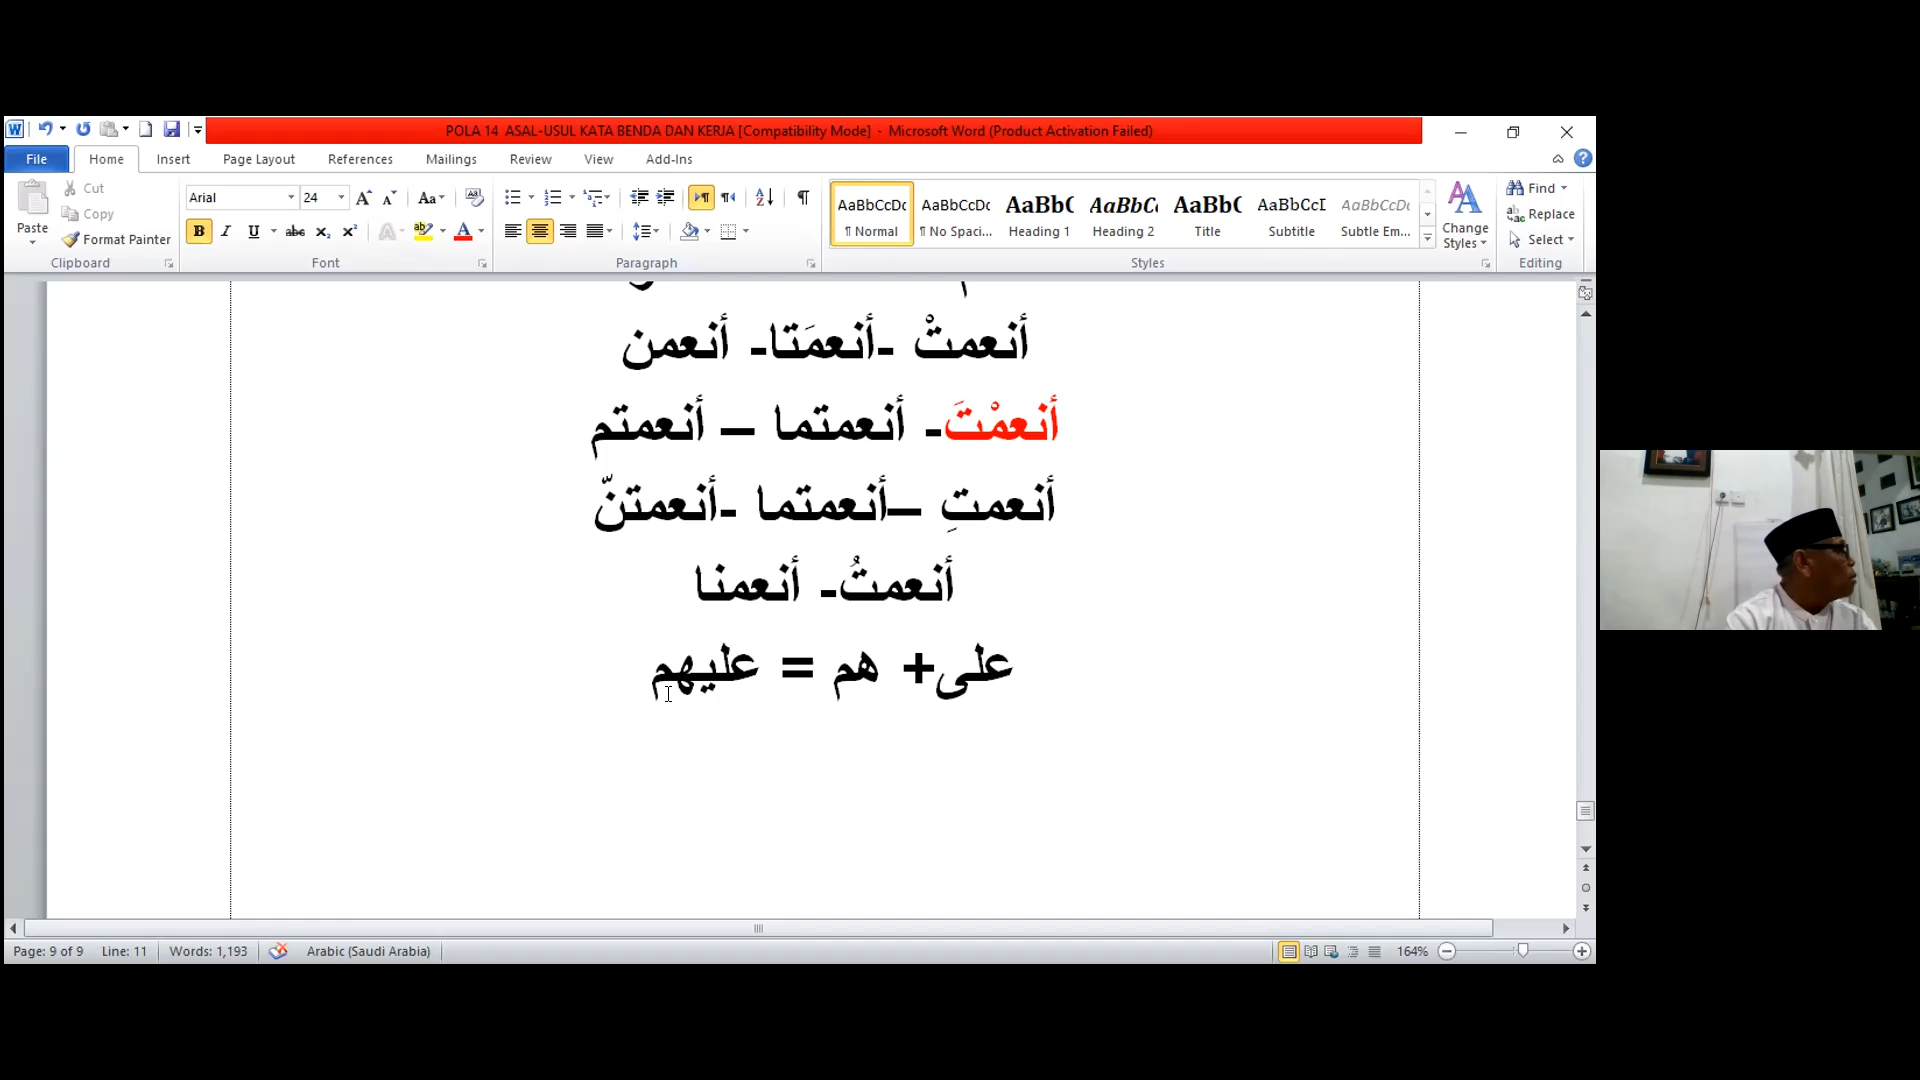 POLA 14 ASAL-USUL KATA BENDA DAN KERJA [Compatibility Mode] - Microsoft Word (Product Activation Failed)
File Home Insert Page Layout References Mailings Review View Add-Ins
Paste Cut Copy Format Painter
Arial 24
AaBbCcDc AaBbCcDc AaBbC AaBbC AaBbC AaBbCcI AaBbCcDc
¶ Normal ¶ No Spaci... Heading 1 Heading 2 Title Subtitle Subtle Em...
Change Styles
Find Replace Select
Clipboard Font Paragraph Styles Editing
أنعمتْ -أنعمَتا- أنعمن
أنعمْتَ- أنعمتما – أنعمتم
أنعمتِ –أنعمتما -أنعمتنّ
أنعمتُ- أنعمنا
على+ هم = عليهم
Page: 9 of 9 Line: 11 Words: 1,193 Arabic (Saudi Arabia) 164%